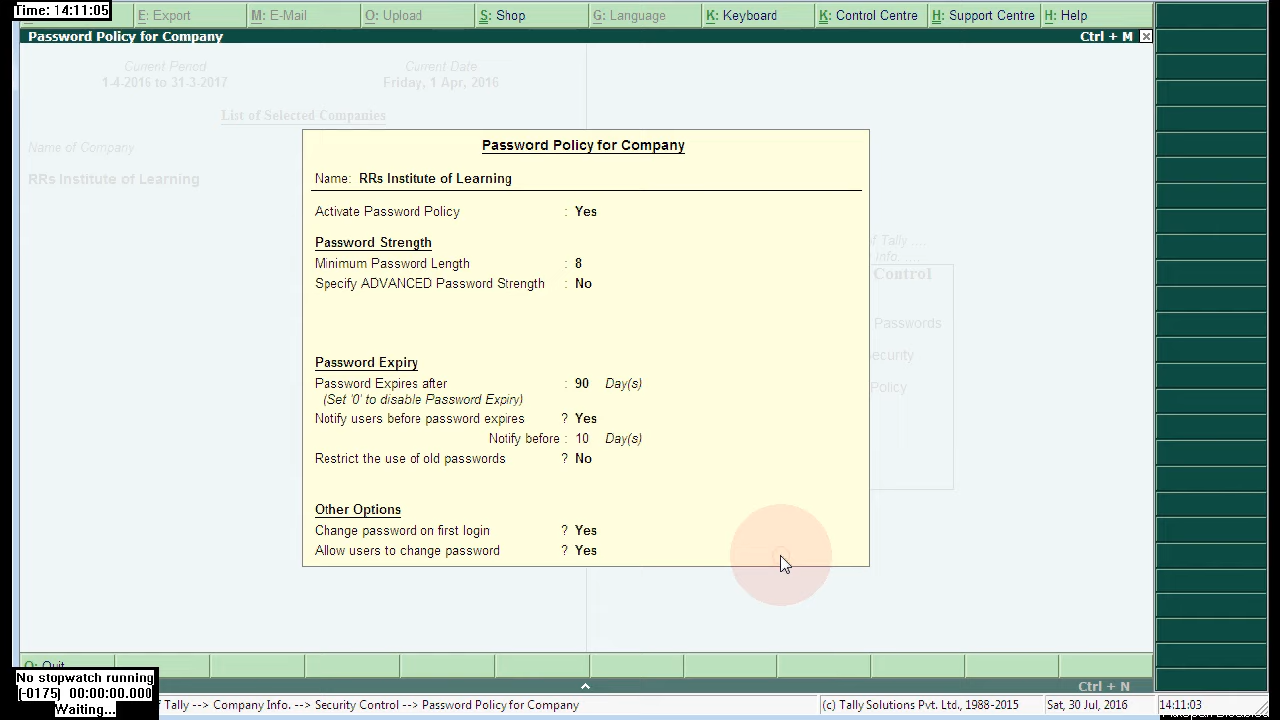 Time: 14:11:05
E: Export
M: E-Mail
O: Upload
S: Shop
G: Language
K: Keyboard
K: Control Centre
H: Support Centre
H: Help
Password Policy for Company
Ctrl + M
Current Period
Current Date
1-4-2016 to 31-3-2017
Friday, 1 Apr, 2016
List of Selected Companies
Name of Company
RRs Institute of Learning
Password Policy for Company
Name: RRs Institute of Learning
Activate Password Policy : Yes
Password Strength
Minimum Password Length : 8
Specify ADVANCED Password Strength : No
Password Expiry
Password Expires after : 90 Day(s)
(Set '0' to disable Password Expiry)
Notify users before password expires ? Yes
Notify before : 10 Day(s)
Restrict the use of old passwords ? No
Other Options
Change password on first login ? Yes
Allow users to change password ? Yes
of Tally ....
Info. ....
Control
Passwords
Security
Policy
Q: Quit
No stopwatch running
(-0175) 00:00:00.000
Waiting...
Ctrl + N
of Tally --> Company Info. --> Security Control --> Password Policy for Company
(c) Tally Solutions Pvt. Ltd., 1988-2015
Sat, 30 Jul, 2016
14:11:03